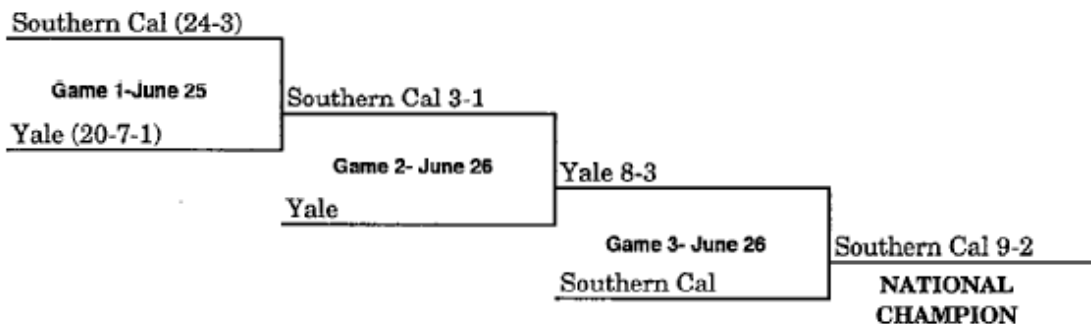 Southern Cal (24-3)
Game 1-June 25
Southern Cal 3-1
Yale (20-7-1)
Game 2- June 26
Yale 8-3
Yale
Game 3- June 26
Southern Cal 9-2
Southern Cal
NATIONAL
CHAMPION